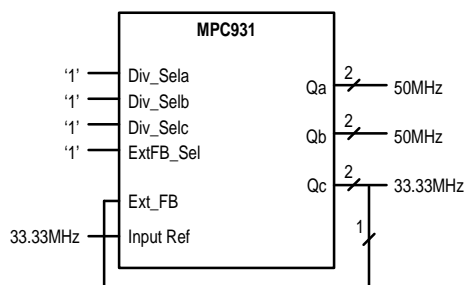 MPC931
‘1’ Div_Sela
‘1’ Div_Selb
‘1’ Div_Selc
‘1’ ExtFB_Sel
Ext_FB
33.33MHz Input Ref
Qa 2 50MHz
Qb 2 50MHz
Qc 2 33.33MHz
1